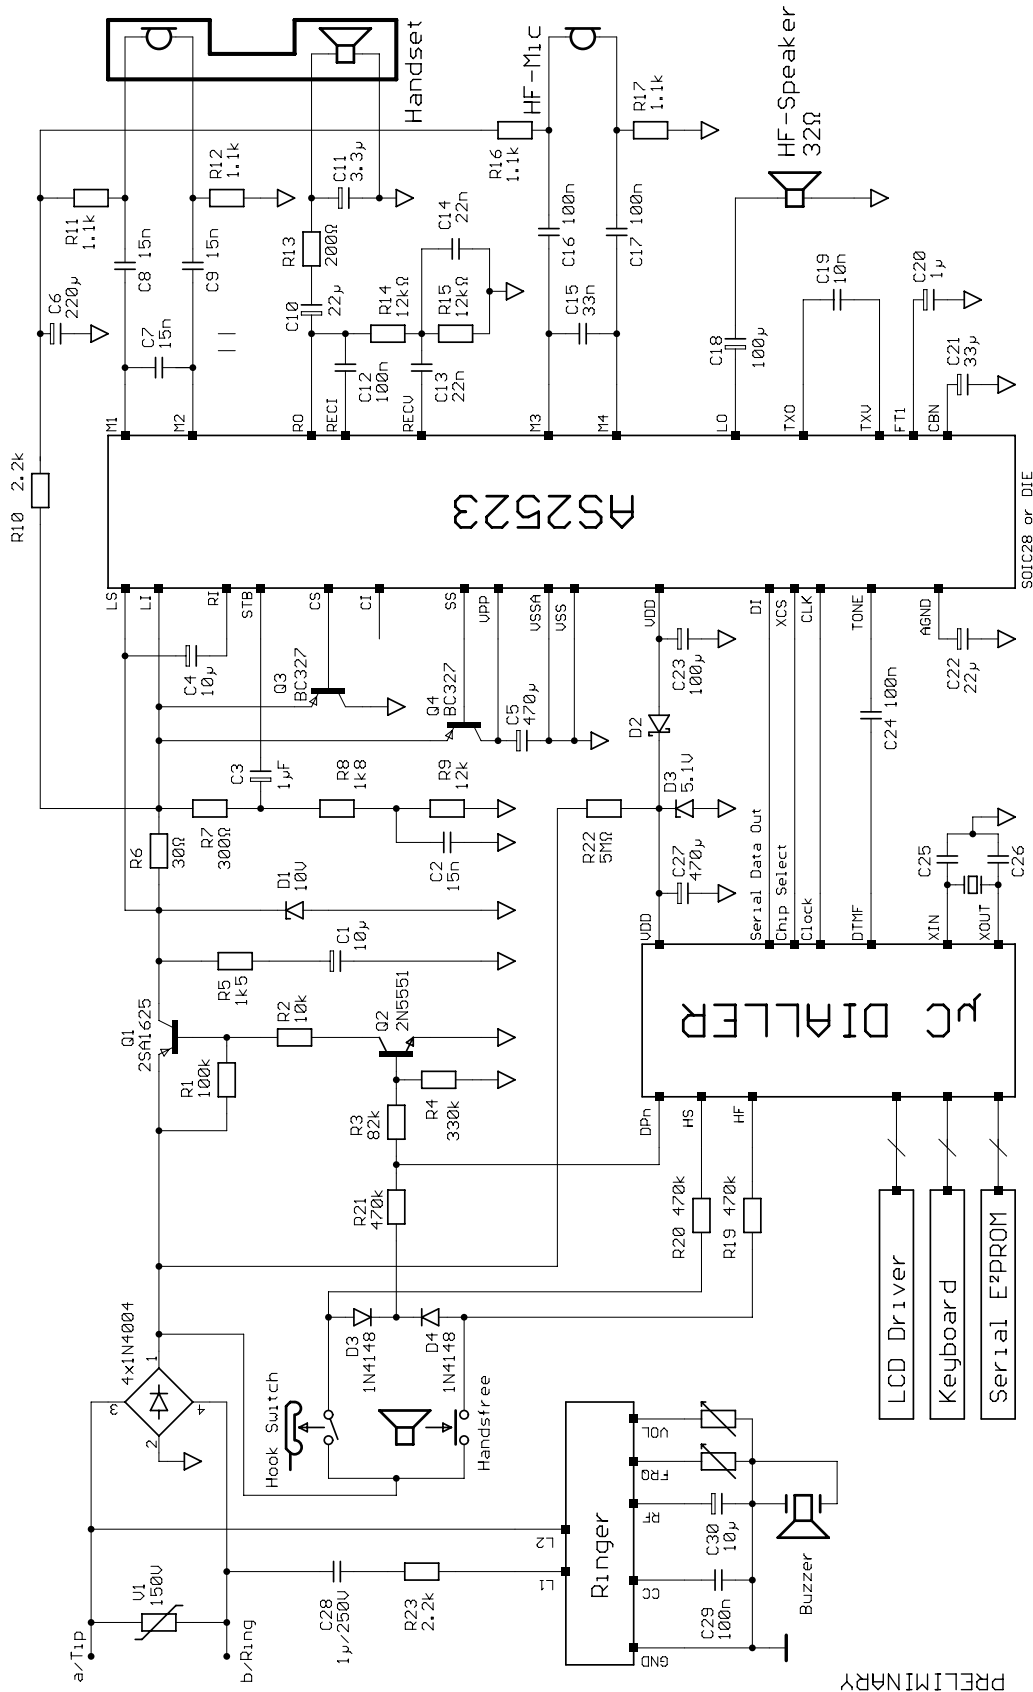 a/Tip
b/Ring
V1
150V
4x1N4004
1
2
3
4
C28
1µ/250V
R23
2.2k
Hook Switch
Handsfree
D3
1N4148
D4
1N4148
R21
470k
R3
82k
R4
330k
R1
100k
Q1
2SA1625
R2
10k
Q2
2N5551
R5
1k5
C1
10µ
D1
10V
R6
30Ω
R7
300Ω
C3
1µF
R8
1k8
R9
12k
C2
15n
C4
10µ
Q3
BC327
Q4
BC327
C5
470µ
R10 2.2k
LS
LI
RI
STB
CS
CI
SS
VPP
VSSA
VSS
VDD
DI
XCS
CLK
TONE
AGND
AS2523
SOIC28 or DIE
M1
M2
RO
RECI
RECV
M3
M4
LO
TXO
TXV
FT1
CBN
C6
220µ
R11
1.1k
C7
15n
C8 15n
C9 15n
R12
1.1k
Handset
C10
22µ
R13
200Ω
C11
3.3µ
C12
100n
R14
12kΩ
R15
12kΩ
C13
22n
C14
22n
R16
1.1k
HF-Mic
R17
1.1k
C15
33n
C16 100n
C17 100n
C18
100µ
HF-Speaker
32Ω
C19
10n
C20
1µ
C21
33µ
R22
5MΩ
D2
D3
5.1V
C23
100µ
C27
470µ
C24 100n
C22
22µ
C25
C26
VDD
Serial Data Out
Chip Select
Clock
DTMF
XIN
XOUT
µC DIALLER
DPn
HS
HF
R20 470k
R19 470k
LCD Driver
Keyboard
Serial E²PROM
Ringer
L2
L1
VOL
FRQ
RF
CC
GND
C30
10µ
C29
100n
Buzzer
PRELIMINARY